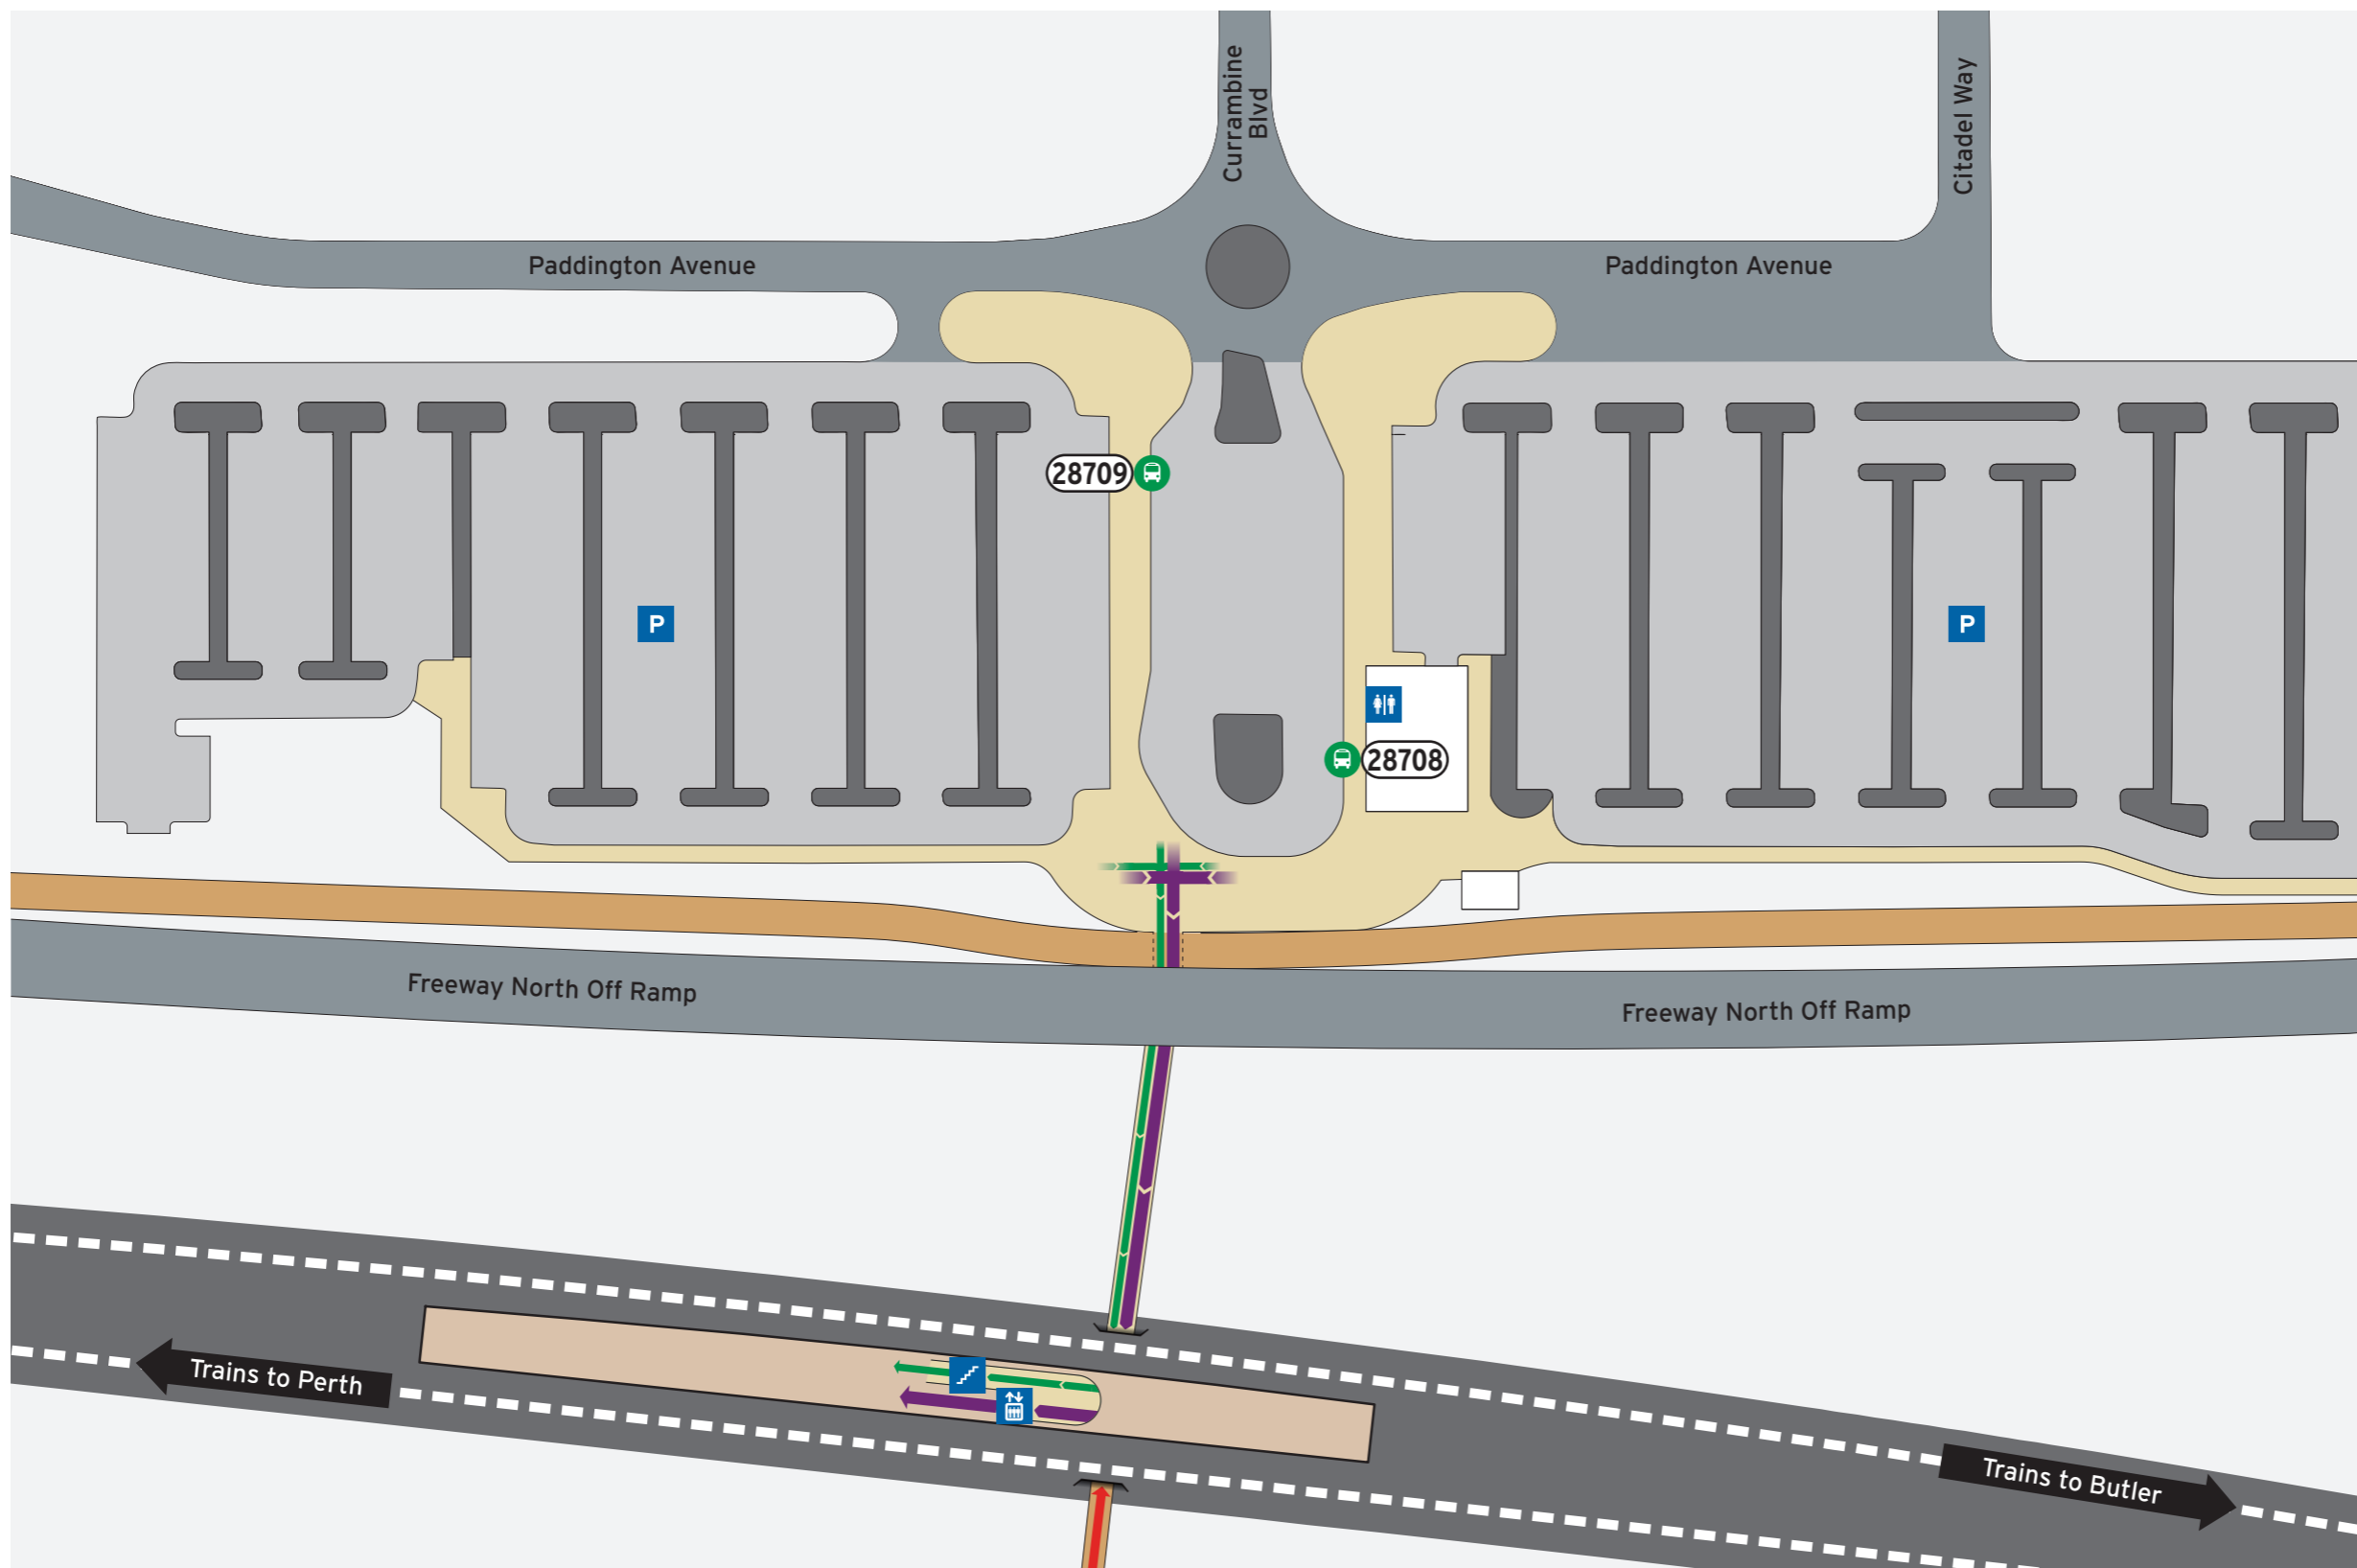 Currambine
Blvd
Citadel Way
Paddington Avenue
Paddington Avenue
28709
P
P
28708
Freeway North Off Ramp
Freeway North Off Ramp
Trains to Perth
Trains to Butler